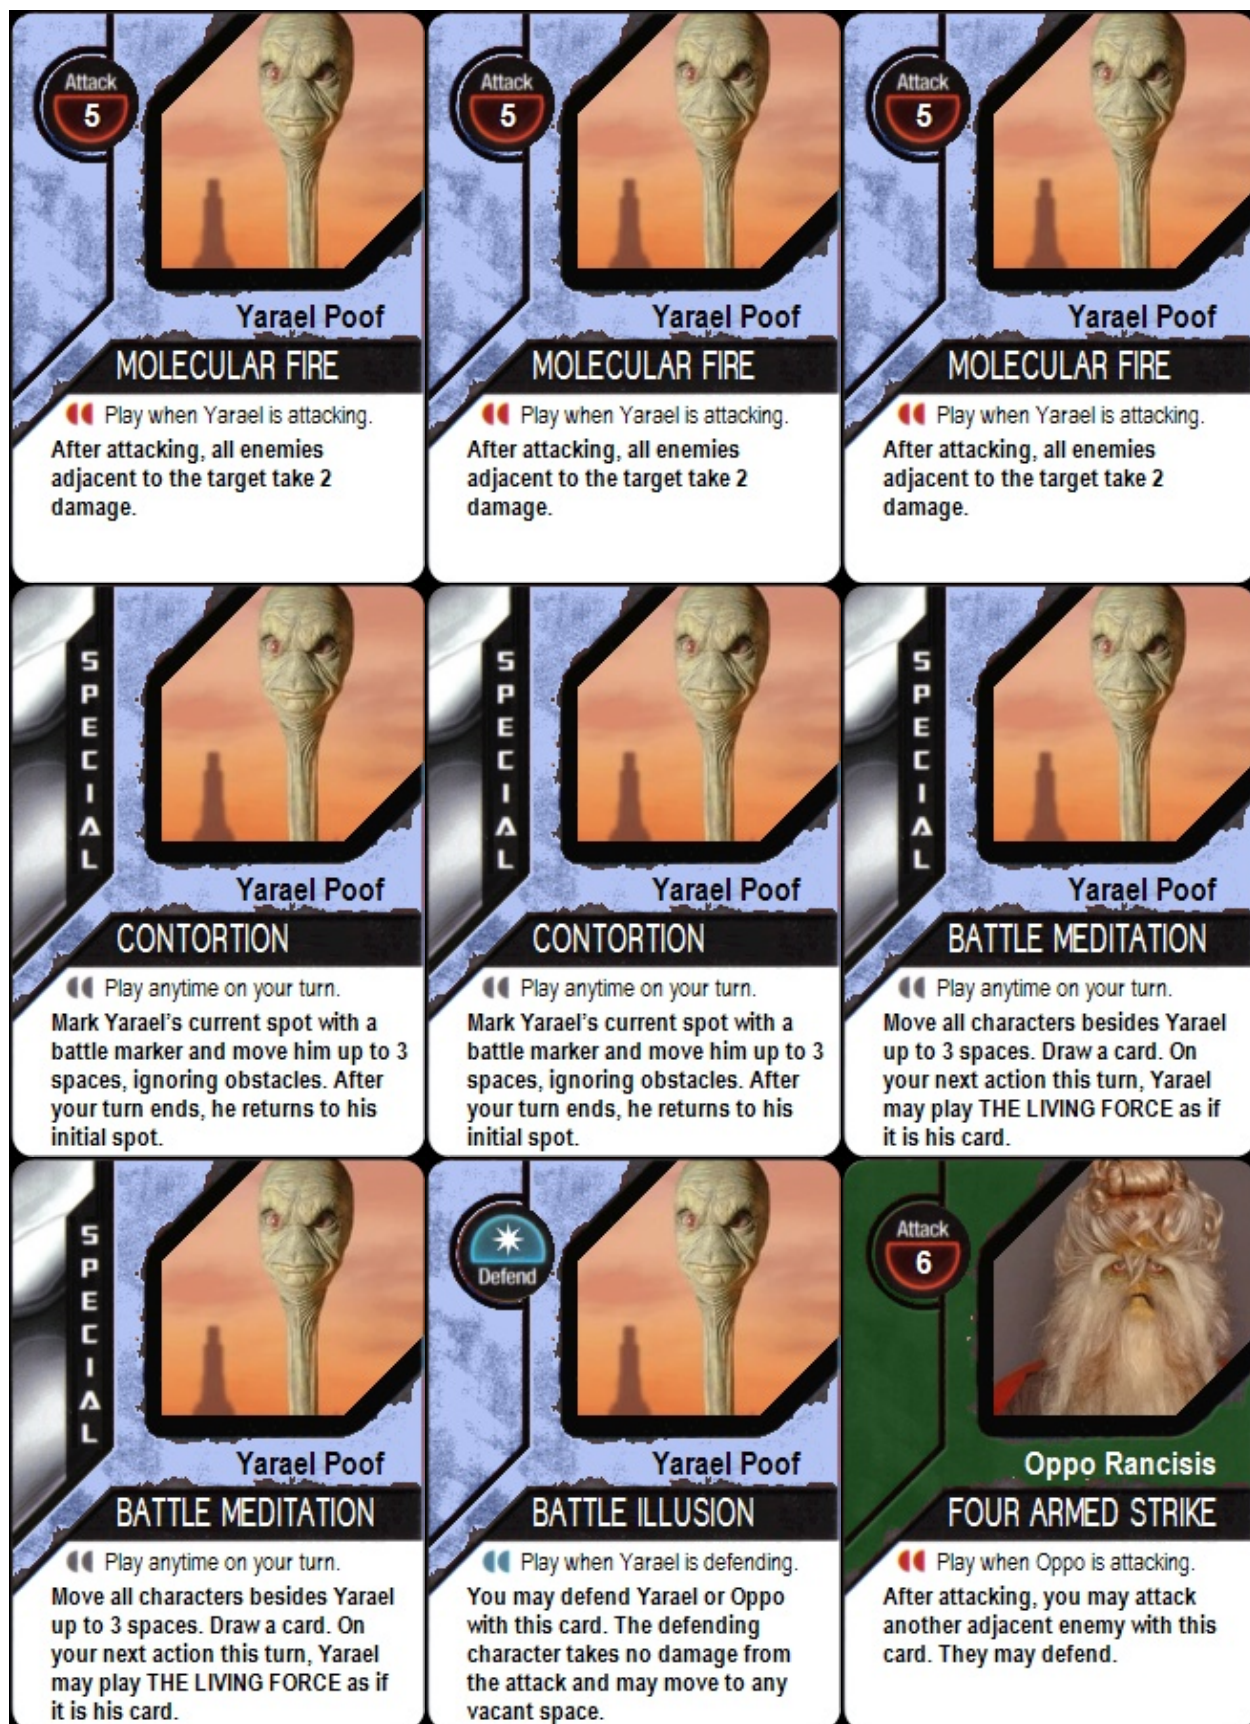 Attack
5
Yarael Poof
MOLECULAR FIRE
Play when Yarael is attacking.
After attacking, all enemies
adjacent to the target take 2
damage.
Attack
5
Yarael Poof
MOLECULAR FIRE
Play when Yarael is attacking.
After attacking, all enemies
adjacent to the target take 2
damage.
Attack
5
Yarael Poof
MOLECULAR FIRE
Play when Yarael is attacking.
After attacking, all enemies
adjacent to the target take 2
damage.
SPECIAL
Yarael Poof
CONTORTION
Play anytime on your turn.
Mark Yarael's current spot with a
battle marker and move him up to 3
spaces, ignoring obstacles. After
your turn ends, he returns to his
initial spot.
SPECIAL
Yarael Poof
CONTORTION
Play anytime on your turn.
Mark Yarael's current spot with a
battle marker and move him up to 3
spaces, ignoring obstacles. After
your turn ends, he returns to his
initial spot.
SPECIAL
Yarael Poof
BATTLE MEDITATION
Play anytime on your turn.
Move all characters besides Yarael
up to 3 spaces. Draw a card. On
your next action this turn, Yarael
may play THE LIVING FORCE as if
it is his card.
SPECIAL
Yarael Poof
BATTLE MEDITATION
Play anytime on your turn.
Move all characters besides Yarael
up to 3 spaces. Draw a card. On
your next action this turn, Yarael
may play THE LIVING FORCE as if
it is his card.
Defend
Yarael Poof
BATTLE ILLUSION
Play when Yarael is defending.
You may defend Yarael or Oppo
with this card. The defending
character takes no damage from
the attack and may move to any
vacant space.
Attack
6
Oppo Rancisis
FOUR ARMED STRIKE
Play when Oppo is attacking.
After attacking, you may attack
another adjacent enemy with this
card. They may defend.